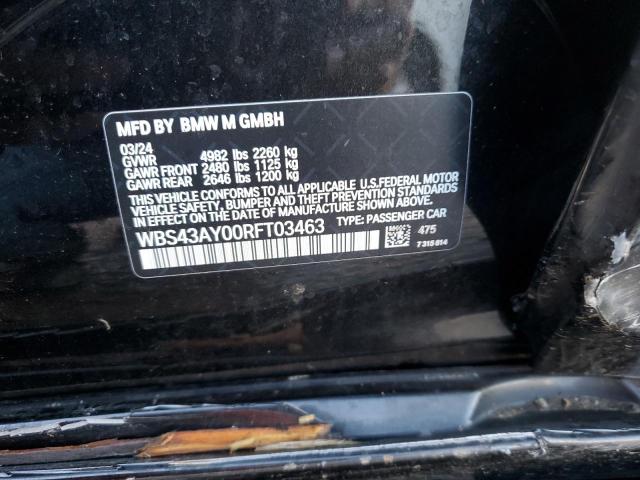 MFD BY BMW M GMBH
03/24
GVWR 4982 lbs 2260 kg
GAWR FRONT 2480 lbs 1125 kg
GAWR REAR 2646 lbs 1200 kg
THIS VEHICLE CONFORMS TO ALL APPLICABLE U.S.FEDERAL MOTOR
VEHICLE SAFETY, BUMPER AND THEFT PREVENTION STANDARDS
IN EFFECT ON THE DATE OF MANUFACTURE SHOWN ABOVE.
WBS43AY00RFT03463 TYPE: PASSENGER CAR
475
7 315 814